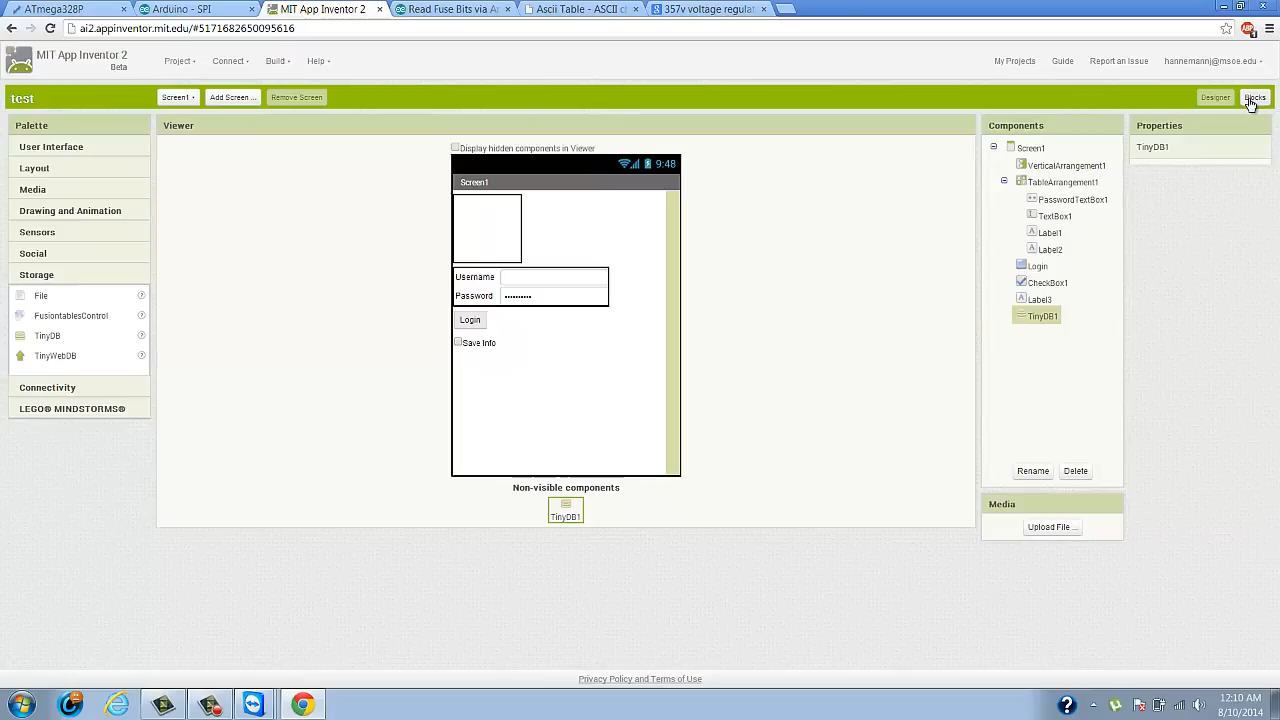 ATmega328P
Arduino - SPI
MIT App Inventor 2
Read Fuse Bits via Ar
Ascii Table - ASCII ch
357v voltage regulat
ai2.appinventor.mit.edu/#5171682650095616
MIT App Inventor 2
Beta
Project
Connect
Build
Help
My Projects
Guide
Report an Issue
hannemannj@msoe.edu
test
Screen1
Add Screen ...
Remove Screen
Designer
Blocks
Palette
Viewer
Components
Properties
User Interface
Layout
Media
Drawing and Animation
Sensors
Social
Storage
File
FusiontablesControl
TinyDB
TinyWebDB
Connectivity
LEGO® MINDSTORMS®
Display hidden components in Viewer
9:48
Screen1
Username
Password
Login
Save Info
Non-visible components
TinyDB1
Screen1
VerticalArrangement1
TableArrangement1
PasswordTextBox1
TextBox1
Label1
Label2
Login
CheckBox1
Label3
TinyDB1
Rename
Delete
Media
Upload File ...
TinyDB1
Privacy Policy and Terms of Use
12:10 AM
8/10/2014